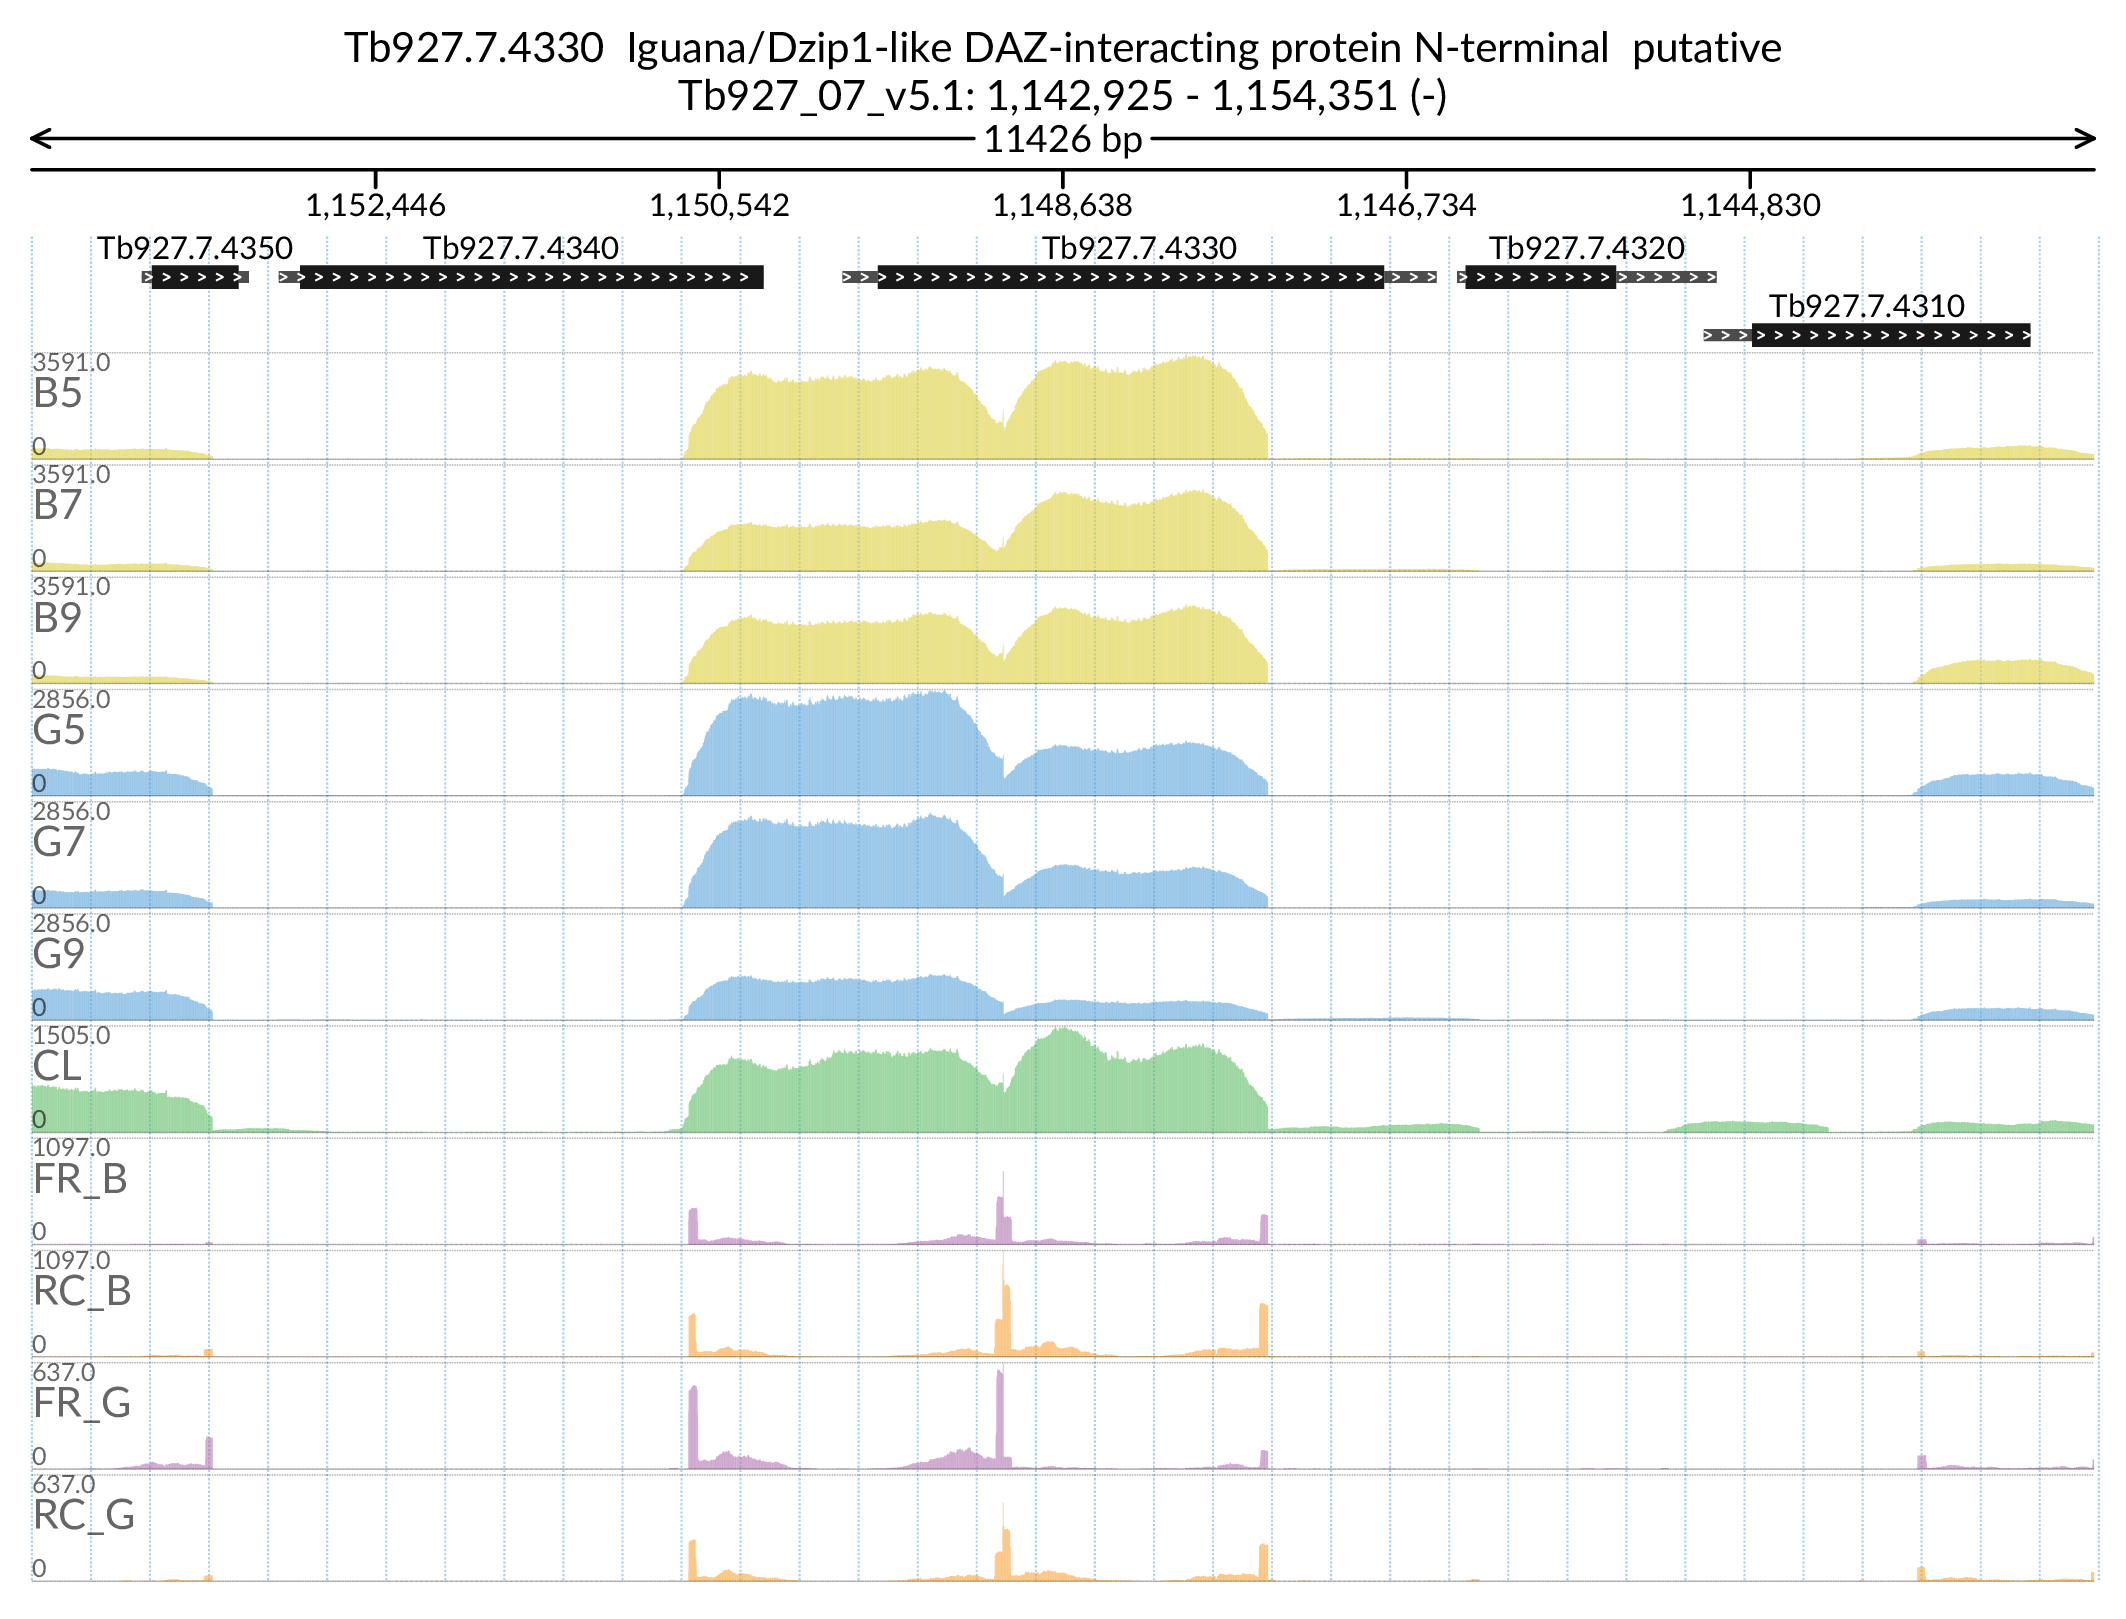 Tb927.7.4330  Iguana/Dzip1-like DAZ-interacting protein N-terminal  putative
Tb927_07_v5.1: 1,142,925 - 1,154,351 (-)
11426 bp
1,152,446 1,150,542 1,148,638 1,146,734 1,144,830
Tb927.7.4350 Tb927.7.4340 Tb927.7.4330 Tb927.7.4320
Tb927.7.4310
3591.0
B5
0
3591.0
B7
0
3591.0
B9
0
2856.0
G5
0
2856.0
G7
0
2856.0
G9
0
1505.0
CL
0
1097.0
FR_B
0
1097.0
RC_B
0
637.0
FR_G
0
637.0
RC_G
0